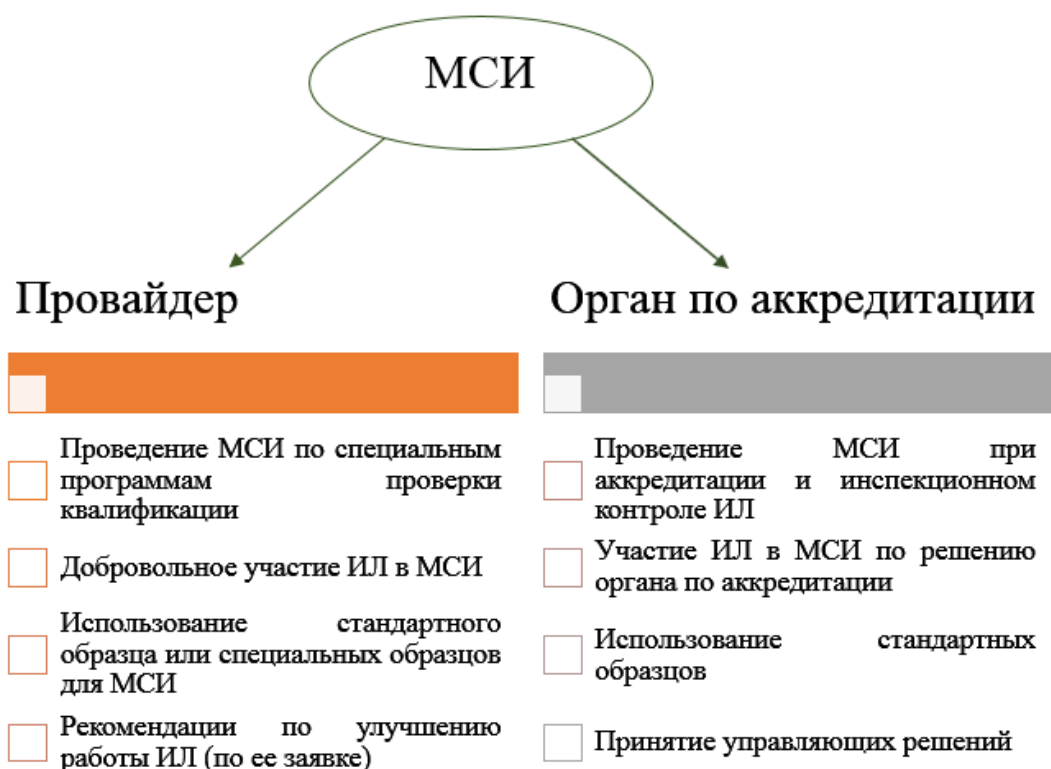 МСИ
Провайдер
Проведение МСИ по специальным
программам проверки
квалификации
Добровольное участие ИЛ в МСИ
Использование стандартного
образца или специальных образцов
для МСИ
Рекомендации по улучшению
работы ИЛ (по ее заявке)
Орган по аккредитации
Проведение МСИ при
аккредитации и инспекционном
контроле ИЛ
Участие ИЛ в МСИ по решению
органа по аккредитации
Использование стандартных
образцов
Принятие управляющих решений